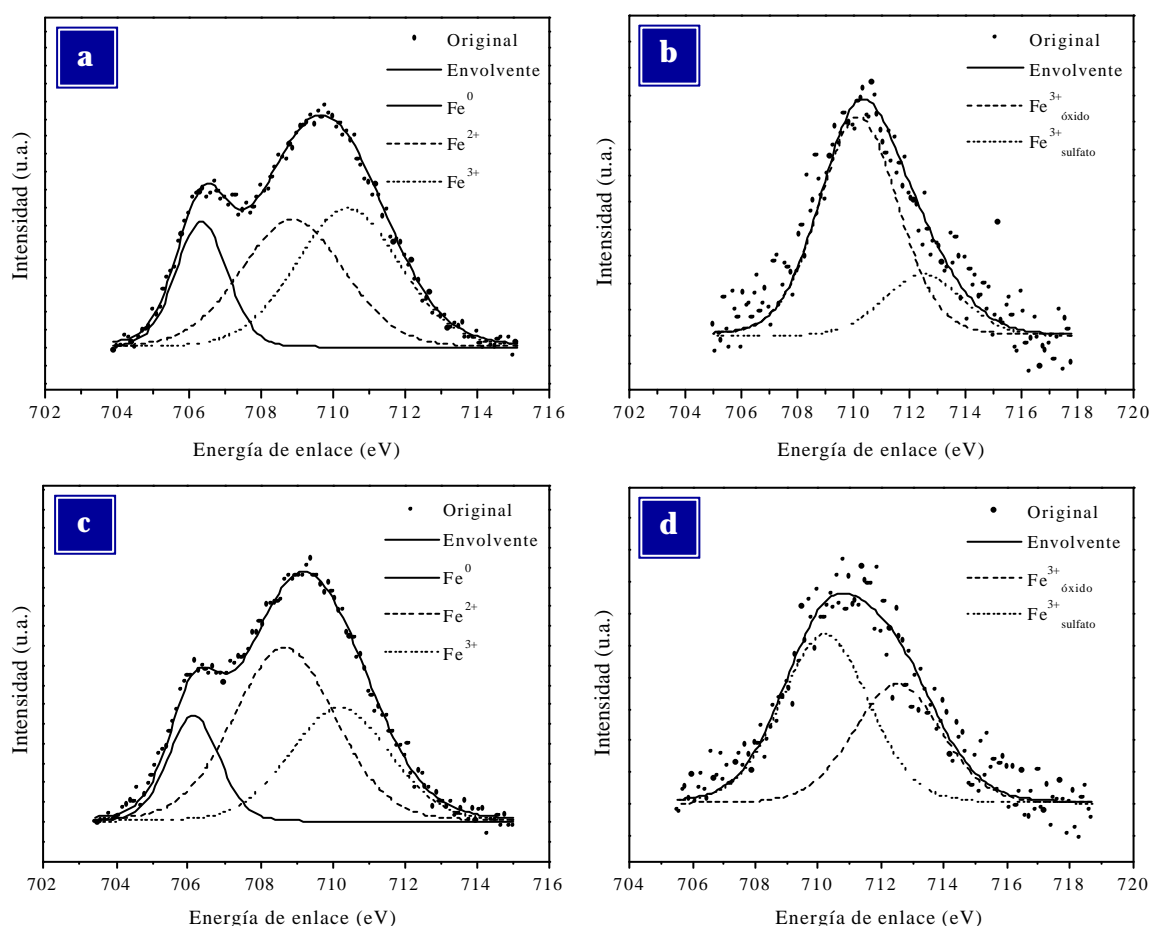 a
Original
Envolvente
Fe0
Fe2+
Fe3+
Intensidad (u.a.)
702 704 706 708 710 712 714 716
Energía de enlace (eV)
b
Original
Envolvente
Fe3+ óxido
Fe3+ sulfato
Intensidad (u.a.)
702 704 706 708 710 712 714 716 718 720
Energía de enlace (eV)
c
Original
Envolvente
Fe0
Fe2+
Fe3+
Intensidad (u.a.)
702 704 706 708 710 712 714 716
Energía de enlace (eV)
d
Original
Envolvente
Fe3+ óxido
Fe3+ sulfato
Intensidad (u.a.)
704 706 708 710 712 714 716 718 720
Energía de enlace (eV)